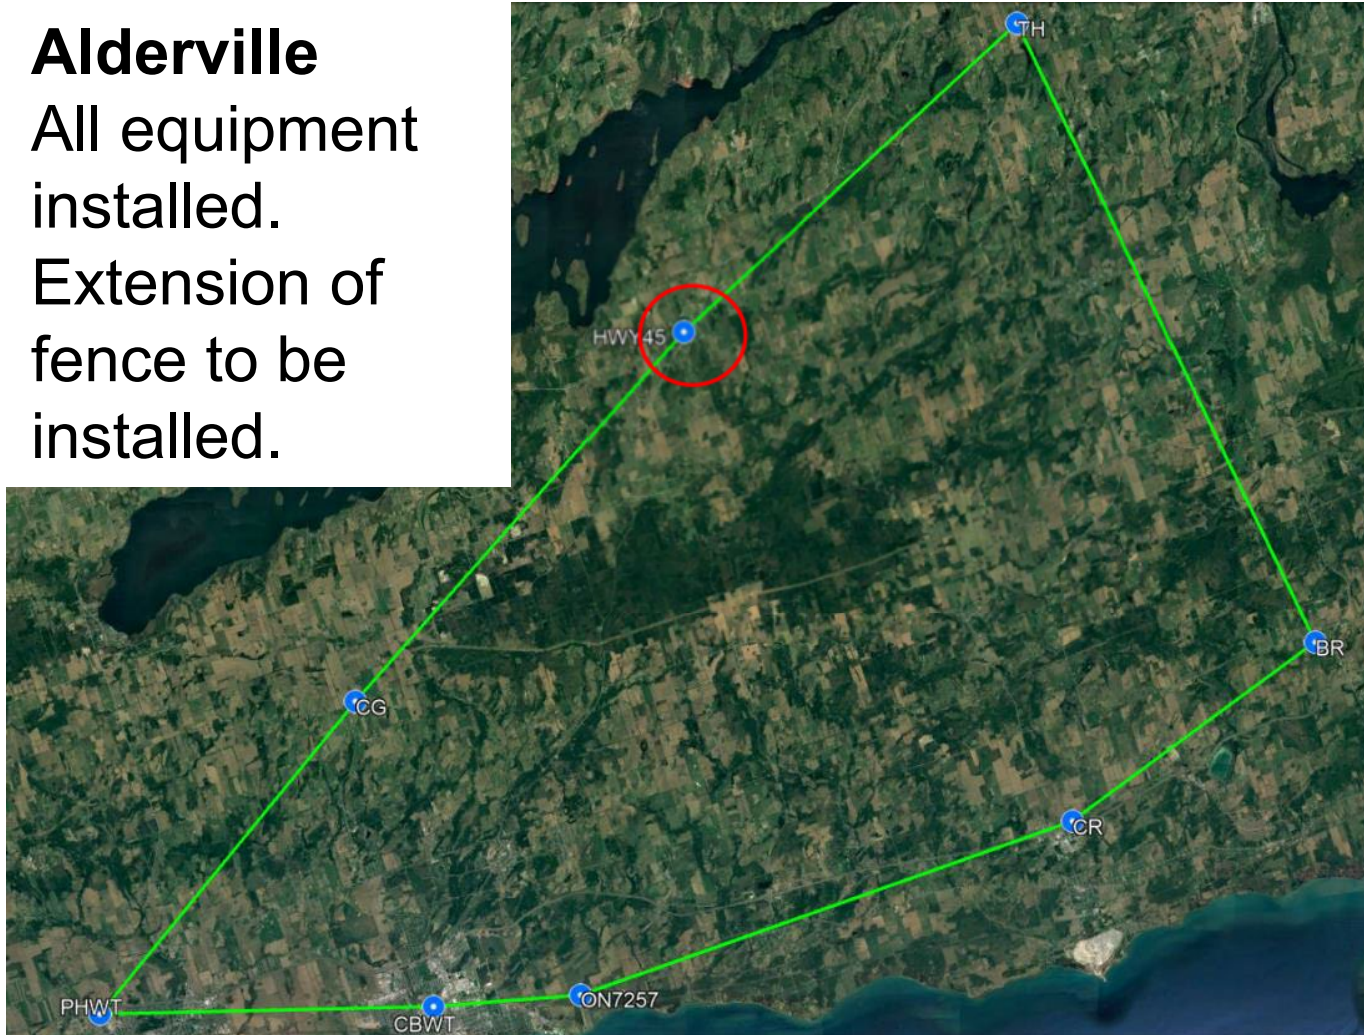 Alderville
All equipment
installed.
Extension of
fence to be
installed.
TH
HWY45
BR
CG
CR
PHWT
CBWT
ON7257